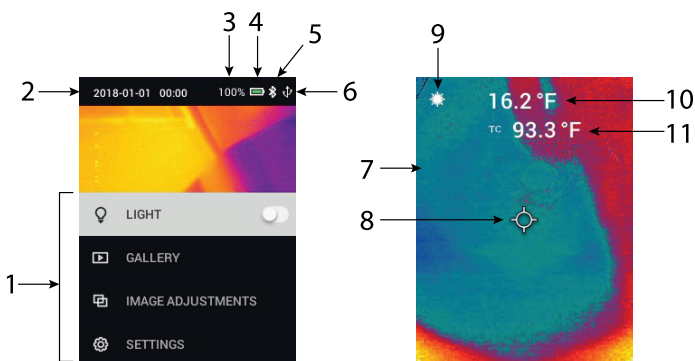 3 4 5
2 2018-01-01 00:00 100% 6
1
LIGHT
GALLERY
IMAGE ADJUSTMENTS
SETTINGS
9
16.2 °F 10
TC 93.3 °F 11
7
8